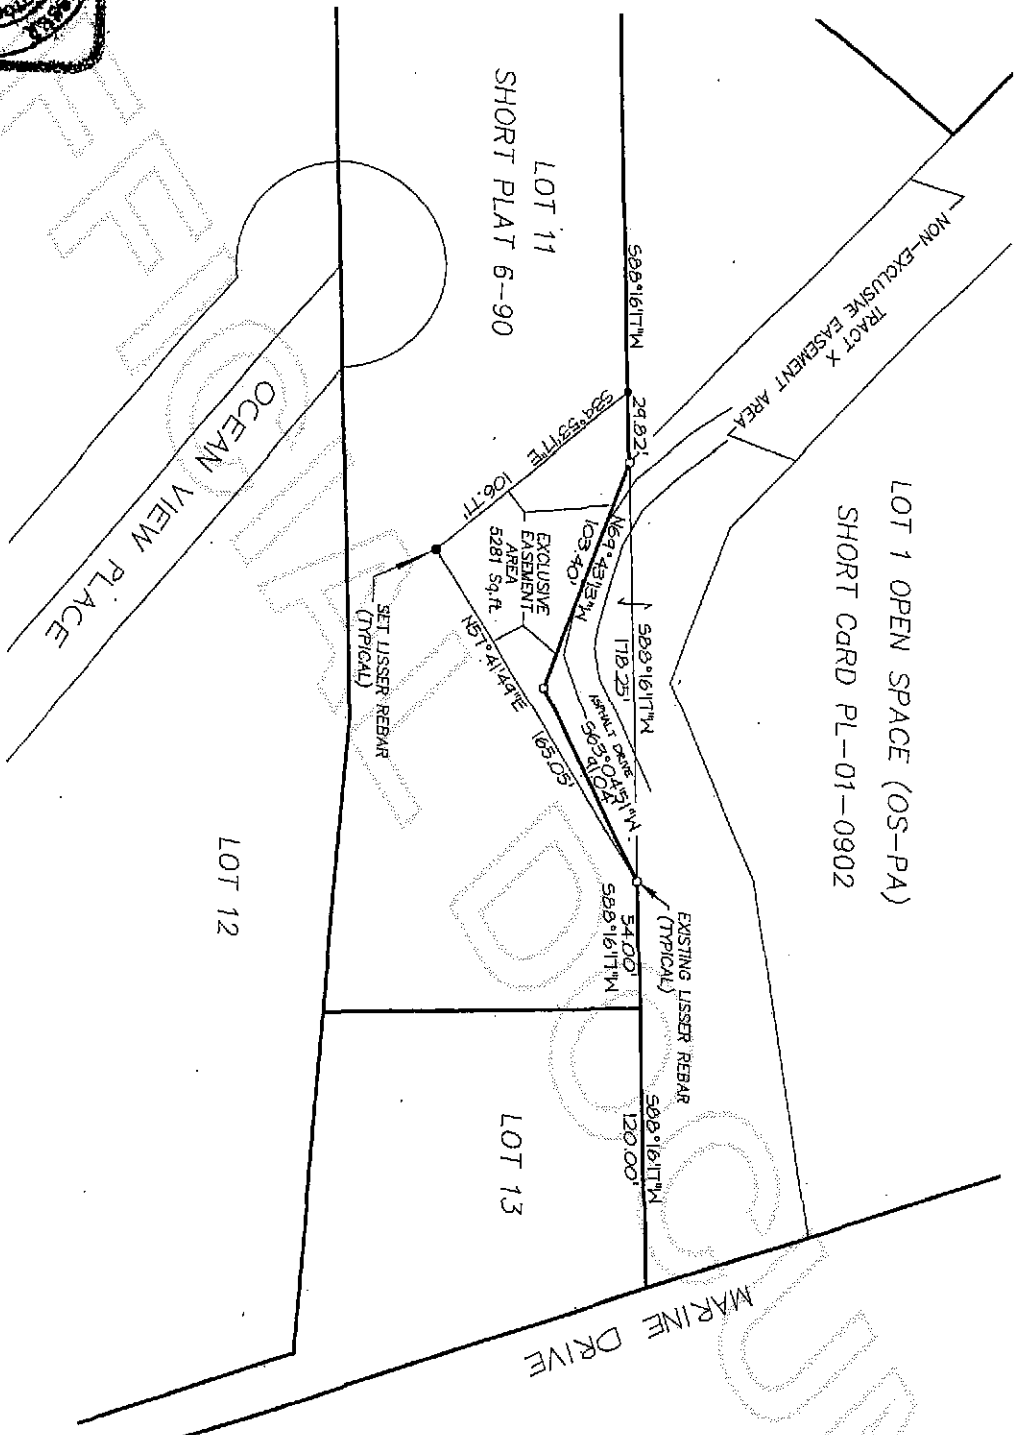 LOT 1 OPEN SPACE (OS-PA)
SHORT CaRD PL-01-0902
TRACT X
NON-EXCLUSIVE EASEMENT AREA
LOT 11
SHORT PLAT 6-90
S88°16'17"W
29.82'
S88°16'17"W
178.25'
N69°43'13"W
103.40'
ASPHALT DRIVE
S63°04'51"W
91.04'
EXCLUSIVE
EASEMENT
AREA
5281 Sq.ft.
106.77'
N57°41'49"E
165.05'
SET LISSER REBAR
(TYPICAL)
EXISTING LISSER REBAR
(TYPICAL)
54.00'
S88°16'17"W
S88°16'17"W
120.00'
OCEAN VIEW PLACE
LOT 12
LOT 13
MARINE DRIVE